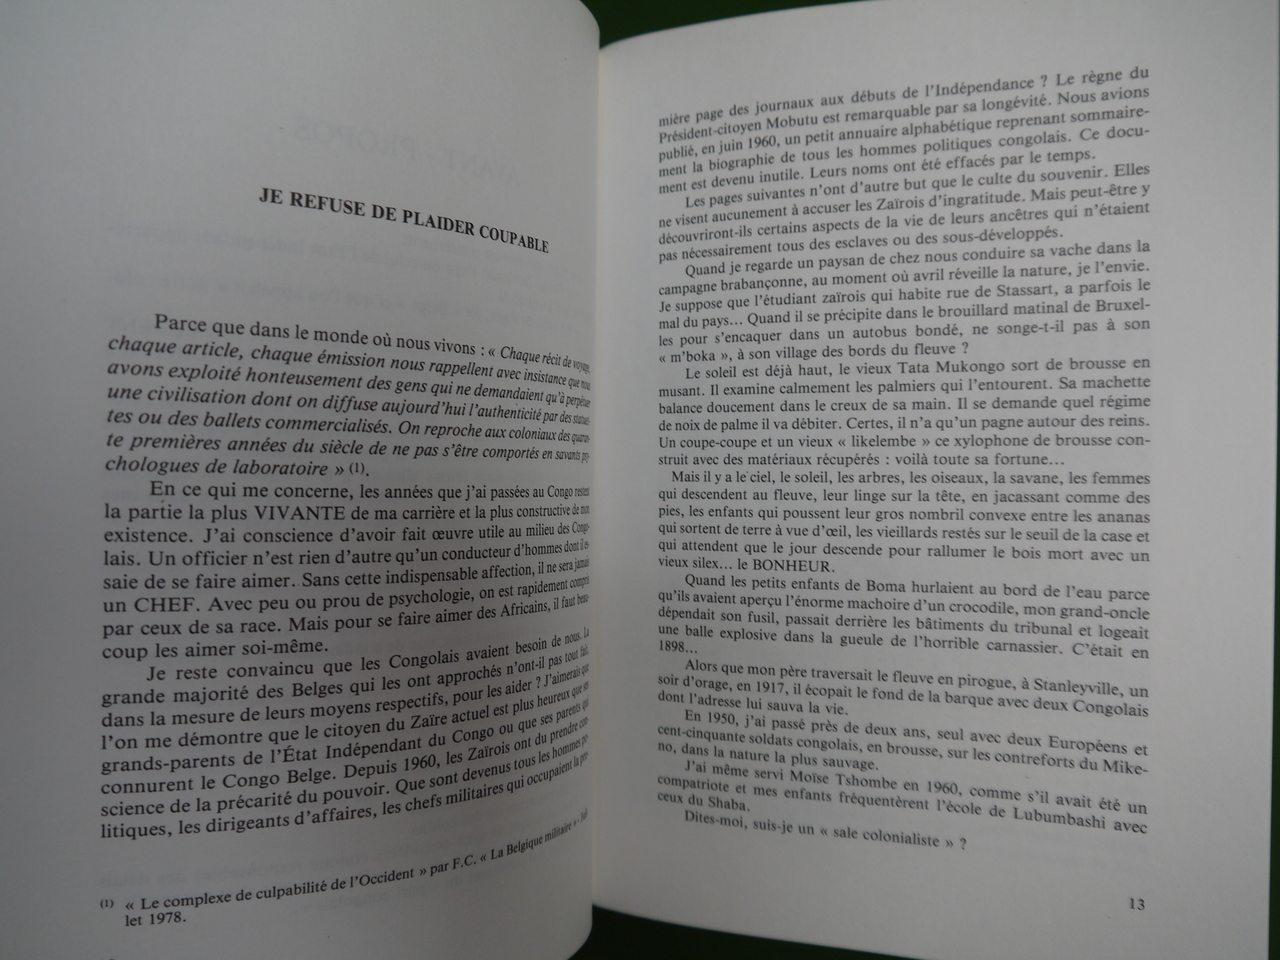 JE REFUSE DE PLAIDER COUPABLE
Parce que dans le monde où nous vivons : « Chaque récit de voyage,
chaque article, chaque émission nous rappellent avec insistance que nous
avons exploité honteusement des gens qui ne demandaient qu'à perpétuer
une civilisation dont on diffuse aujourd'hui l'authenticité par des statuet-
tes ou des ballets commercialisés. On reproche aux coloniaux des quaran-
te premières années du siècle de ne pas s'être comportés en savants psy-
chologues de laboratoire » (1).
En ce qui me concerne, les années que j'ai passées au Congo restent
la partie la plus VIVANTE de ma carrière et la plus constructive de mon
existence. J'ai conscience d'avoir fait œuvre utile au milieu des Congo-
lais. Un officier n'est rien d'autre qu'un conducteur d'hommes dont il es-
saie de se faire aimer. Sans cette indispensable affection, il ne sera jamais
un CHEF. Avec peu ou prou de psychologie, on est rapidement compris
par ceux de sa race. Mais pour se faire aimer des Africains, il faut beau-
coup les aimer soi-même.
Je reste convaincu que les Congolais avaient besoin de nous. La
grande majorité des Belges qui les ont approchés n'ont-il pas tout fait,
dans la mesure de leurs moyens respectifs, pour les aider ? J'aimerais que
l'on me démontre que le citoyen du Zaïre actuel est plus heureux que ses
grands-parents de l'État Indépendant du Congo ou que ses parents qui
connurent le Congo Belge. Depuis 1960, les Zaïrois ont du prendre con-
science de la précarité du pouvoir. Que sont devenus tous les hommes po-
litiques, les dirigeants d'affaires, les chefs militaires qui occupaient la pre-
(1) « Le complexe de culpabilité de l'Occident » par F.C. « La Belgique militaire » - Juil-
let 1978.
mière page des journaux aux débuts de l'Indépendance ? Le règne du
Président-citoyen Mobutu est remarquable par sa longévité. Nous avions
publié, en juin 1960, un petit annuaire alphabétique reprenant sommaire-
ment la biographie de tous les hommes politiques congolais. Ce docu-
ment est devenu inutile. Leurs noms ont été effacés par le temps.
Les pages suivantes n'ont d'autre but que le culte du souvenir. Elles
ne visent aucunement à accuser les Zaïrois d'ingratitude. Mais peut-être y
découvriront-ils certains aspects de la vie de leurs ancêtres qui n'étaient
pas nécessairement tous des esclaves ou des sous-développés.
Quand je regarde un paysan de chez nous conduire sa vache dans la
campagne brabançonne, au moment où avril réveille la nature, je l'envie.
Je suppose que l'étudiant zaïrois qui habite rue de Stassart, a parfois le
mal du pays... Quand il se précipite dans le brouillard matinal de Bruxel-
les pour s'encaquer dans un autobus bondé, ne songe-t-il pas à son
« m'boka », à son village des bords du fleuve ?
Le soleil est déjà haut, le vieux Tata Mukongo sort de brousse en
musant. Il examine calmement les palmiers qui l'entourent. Sa machette
balance doucement dans le creux de sa main. Il se demande quel régime
de noix de palme il va débiter. Certes, il n'a qu'un pagne autour des reins.
Un coupe-coupe et un vieux « likelembe » ce xylophone de brousse con-
struit avec des matériaux récupérés : voilà toute sa fortune...
Mais il y a le ciel, le soleil, les arbres, les oiseaux, la savane, les femmes
qui descendent au fleuve, leur linge sur la tête, en jacassant comme des
pies, les enfants qui poussent leur gros nombril convexe entre les ananas
qui sortent de terre à vue d'œil, les vieillards restés sur le seuil de la case et
qui attendent que le jour descende pour rallumer le bois mort avec un
vieux silex... le BONHEUR.
Quand les petits enfants de Boma hurlaient au bord de l'eau parce
qu'ils avaient aperçu l'énorme machoire d'un crocodile, mon grand-oncle
dépendait son fusil, passait derrière les bâtiments du tribunal et logeait
une balle explosive dans la gueule de l'horrible carnassier. C'était en
1898...
Alors que mon père traversait le fleuve en pirogue, à Stanleyville, un
soir d'orage, en 1917, il écopait le fond de la barque avec deux Congolais
dont l'adresse lui sauva la vie.
En 1950, j'ai passé près de deux ans, seul avec deux Européens et
cent-cinquante soldats congolais, en brousse, sur les contreforts du Mike-
no, dans la nature la plus sauvage.
J'ai même servi Moïse Tshombe en 1960, comme s'il avait été un
compatriote et mes enfants fréquentèrent l'école de Lubumbashi avec
ceux du Shaba.
Dites-moi, suis-je un « sale colonialiste » ?
13